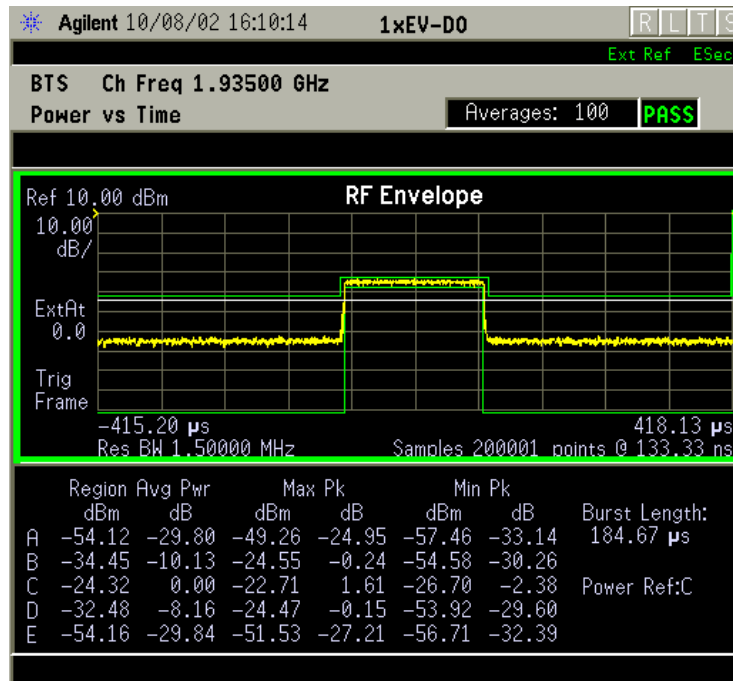 Agilent 10/08/02 16:10:14 1xEV-DO R L T S
Ext Ref ESec
BTS Ch Freq 1.93500 GHz
Power vs Time Averages: 100 PASS
Ref 10.00 dBm RF Envelope
10.00
dB/
ExtAt
0.0
Trig
Frame
-415.20 µs 418.13 µs
Res BW 1.50000 MHz Samples 200001 points @ 133.33 ns
Region Avg Pwr Max Pk Min Pk
dBm dB dBm dB dBm dB Burst Length:
A -54.12 -29.80 -49.26 -24.95 -57.46 -33.14 184.67 µs
B -34.45 -10.13 -24.55 -0.24 -54.58 -30.26
C -24.32 0.00 -22.71 1.61 -26.70 -2.38 Power Ref:C
D -32.48 -8.16 -24.47 -0.15 -53.92 -29.60
E -54.16 -29.84 -51.53 -27.21 -56.71 -32.39